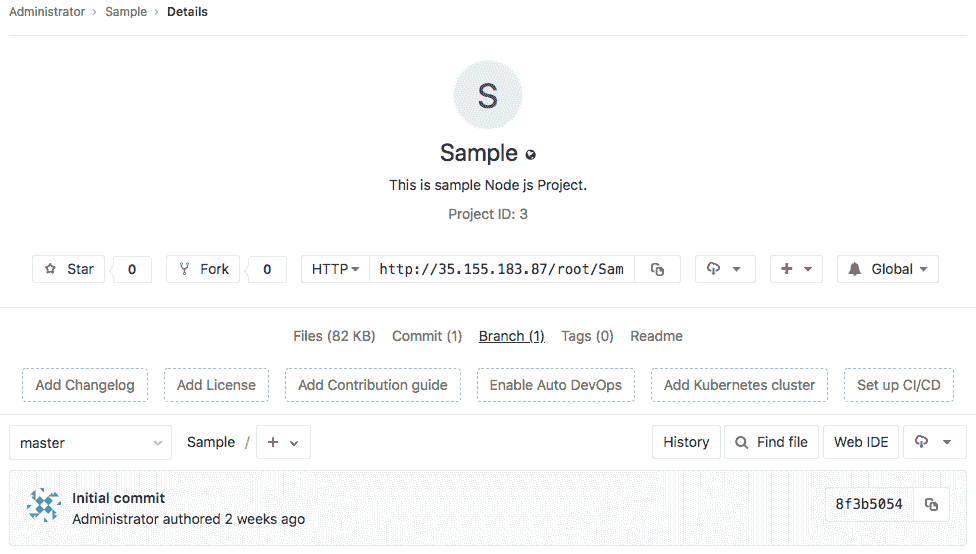 Administrator > Sample > Details
S
Sample
This is sample Node js Project.
Project ID: 3
Star 0 Fork 0 HTTP http://35.155.183.87/root/Sam Global
Files (82 KB) Commit (1) Branch (1) Tags (0) Readme
Add Changelog Add License Add Contribution guide Enable Auto DevOps Add Kubernetes cluster Set up CI/CD
master Sample / + History Find file Web IDE
Initial commit
Administrator authored 2 weeks ago
8f3b5054